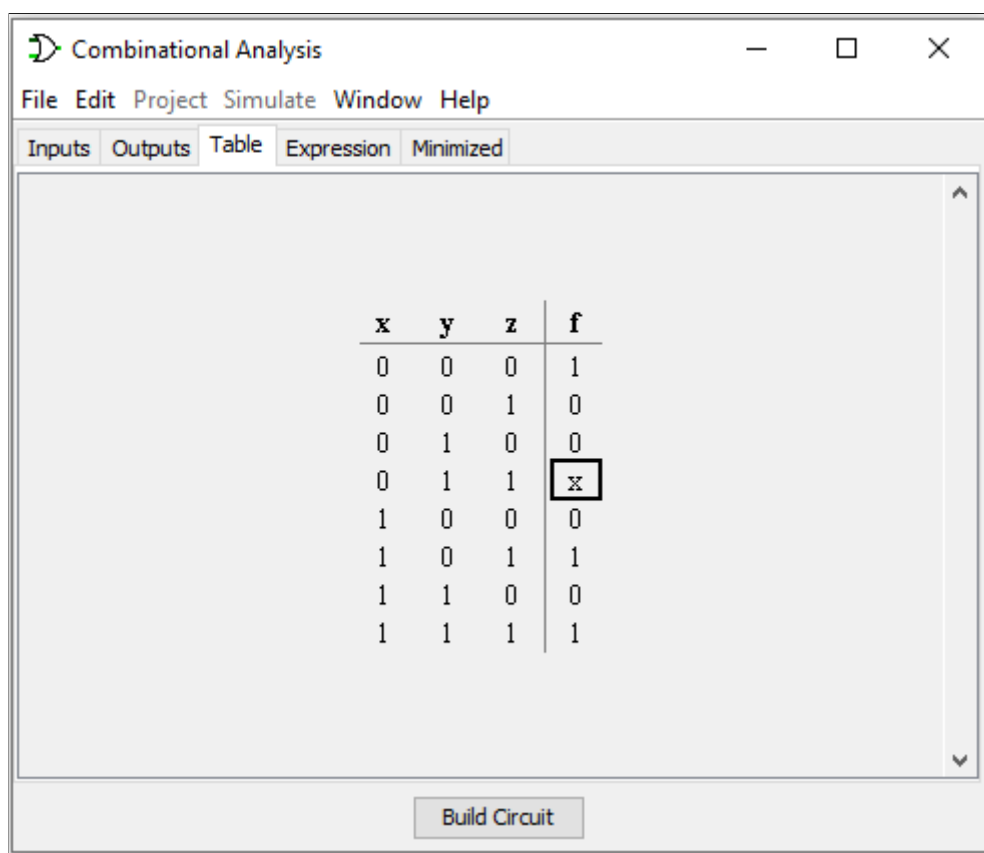 Combinational Analysis
File Edit Project Simulate Window Help
Inputs Outputs Table Expression Minimized
x y z f
0 0 0 1
0 0 1 0
0 1 0 0
0 1 1 x
1 0 0 0
1 0 1 1
1 1 0 0
1 1 1 1
Build Circuit